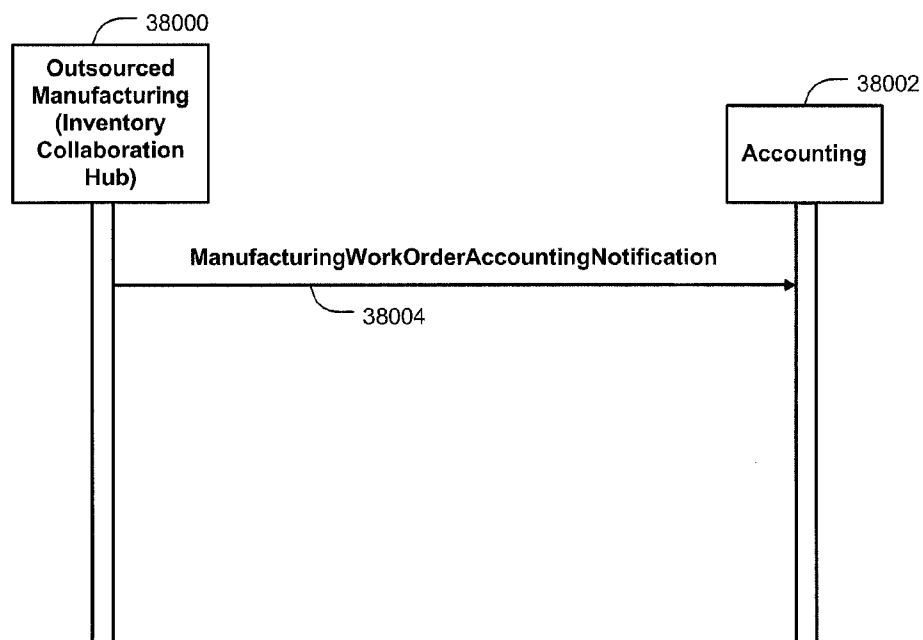 38000
Outsourced
Manufacturing
(Inventory
Collaboration
Hub)
38002
Accounting
ManufacturingWorkOrderAccountingNotification
38004